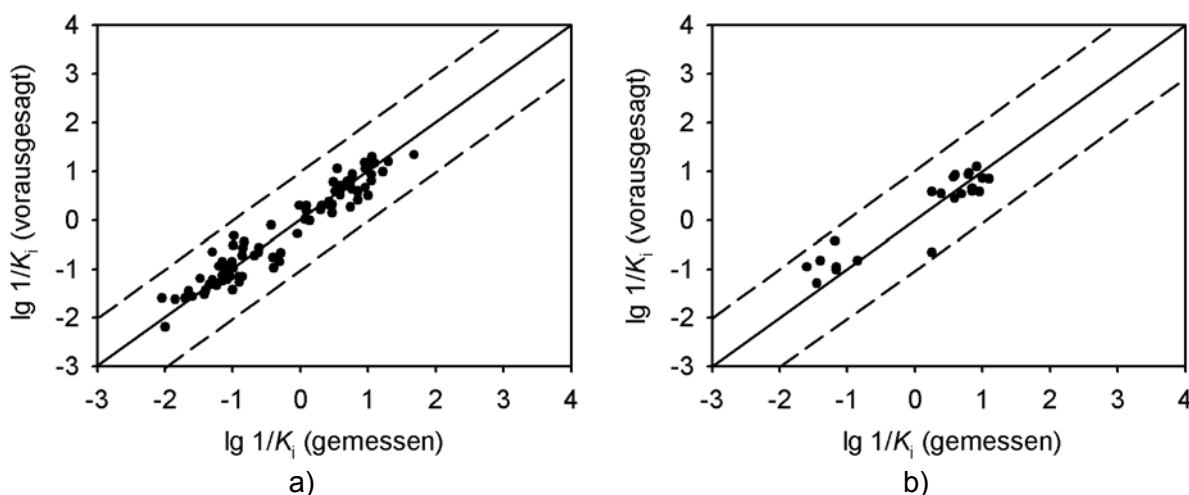 4
3
2
1
0
-1
-2
-3
-3 -2 -1 0 1 2 3 4
lg 1/Ki (vorausgesagt)
lg 1/Ki (gemessen)
a)
4
3
2
1
0
-1
-2
-3
-3 -2 -1 0 1 2 3 4
lg 1/Ki (vorausgesagt)
lg 1/Ki (gemessen)
b)